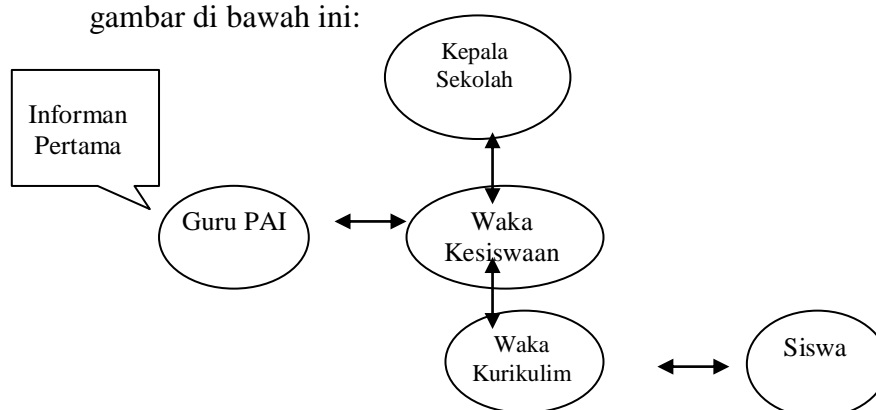 gambar di bawah ini:
Kepala
Sekolah
Informan
Pertama
Guru PAI
Waka
Kesiswaan
Waka
Kurikulim
Siswa